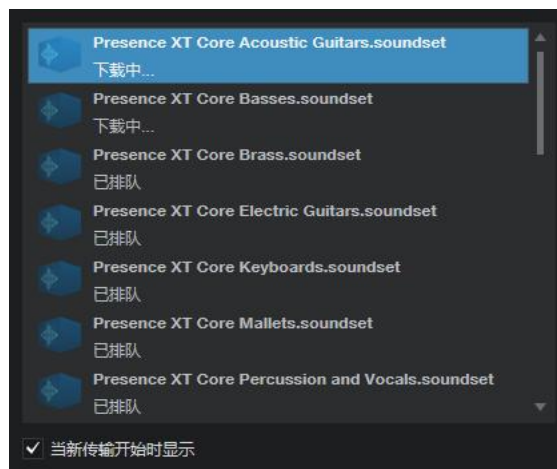 Presence XT Core Acoustic Guitars.soundset
下载中...
Presence XT Core Basses.soundset
下载中...
Presence XT Core Brass.soundset
已排队
Presence XT Core Electric Guitars.soundset
已排队
Presence XT Core Keyboards.soundset
已排队
Presence XT Core Mallets.soundset
已排队
Presence XT Core Percussion and Vocals.soundset
已排队
当新传输开始时显示